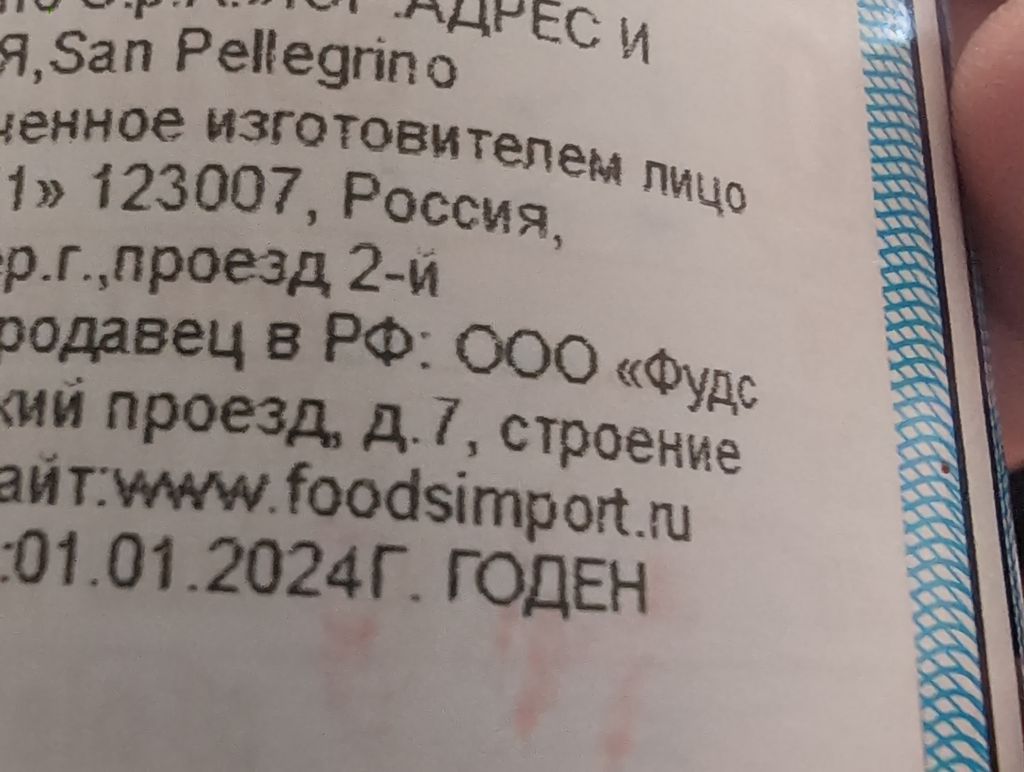 АДРЕС И
Я,San Pellegrino
ченное изготовителем лицо
1» 123007, Россия,
р.г.,проезд 2-й
родавец в РФ: ООО «Фудс
кий проезд, д.7, строение
айт:www.foodsimport.ru
:01.01.2024Г. ГОДЕН